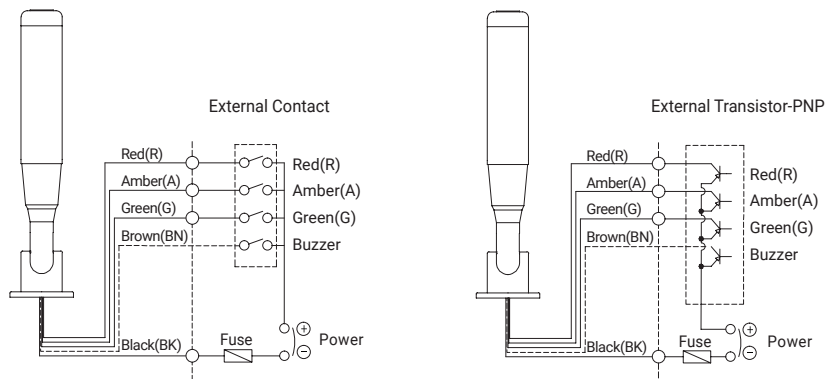 External Contact
Red(R)
Red(R)
Amber(A)
Amber(A)
Green(G)
Green(G)
Brown(BN)
Buzzer
Black(BK)
Fuse
+
−
Power
External Transistor-PNP
Red(R)
Red(R)
Amber(A)
Amber(A)
Green(G)
Green(G)
Brown(BN)
Buzzer
Black(BK)
Fuse
+
−
Power